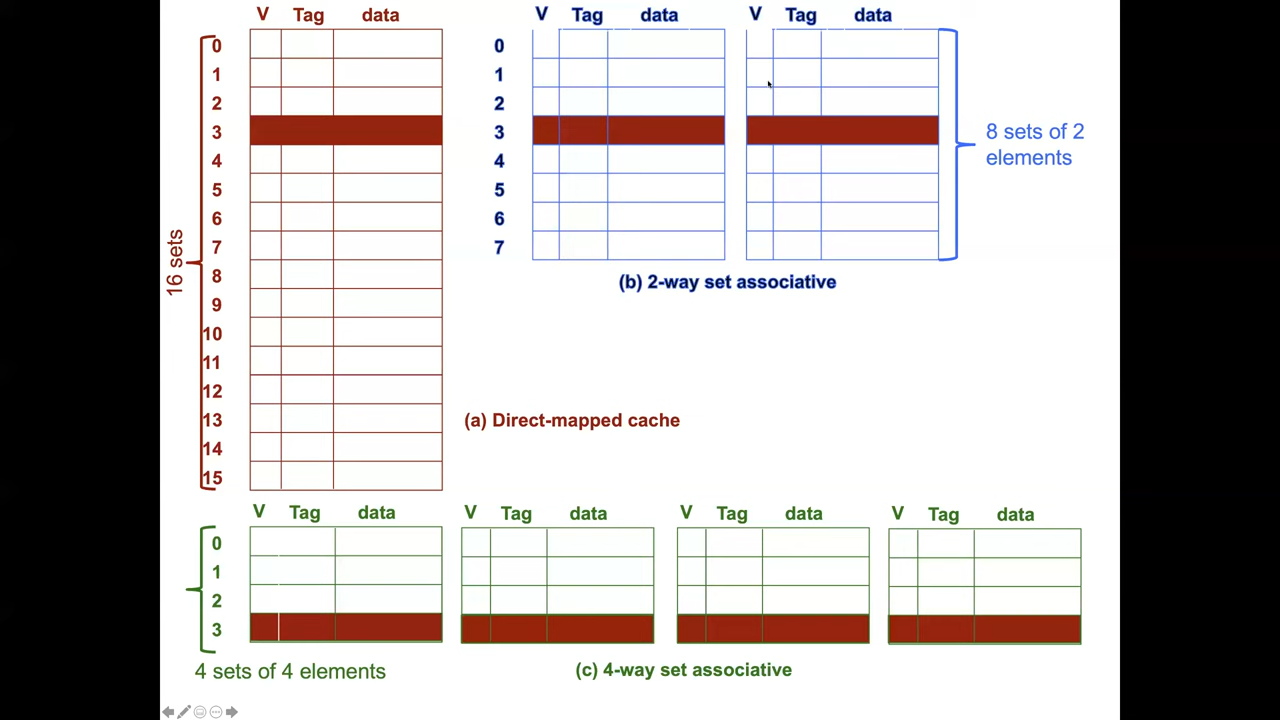 V Tag data
0
1
2
3
4
5
6
7
8
9
10
11
12
13
14
15
16 sets
(a) Direct-mapped cache
V Tag data V Tag data
0
1
2
3
4
5
6
7
8 sets of 2
elements
(b) 2-way set associative
V Tag data V Tag data V Tag data V Tag data
0
1
2
3
4 sets of 4 elements
(c) 4-way set associative